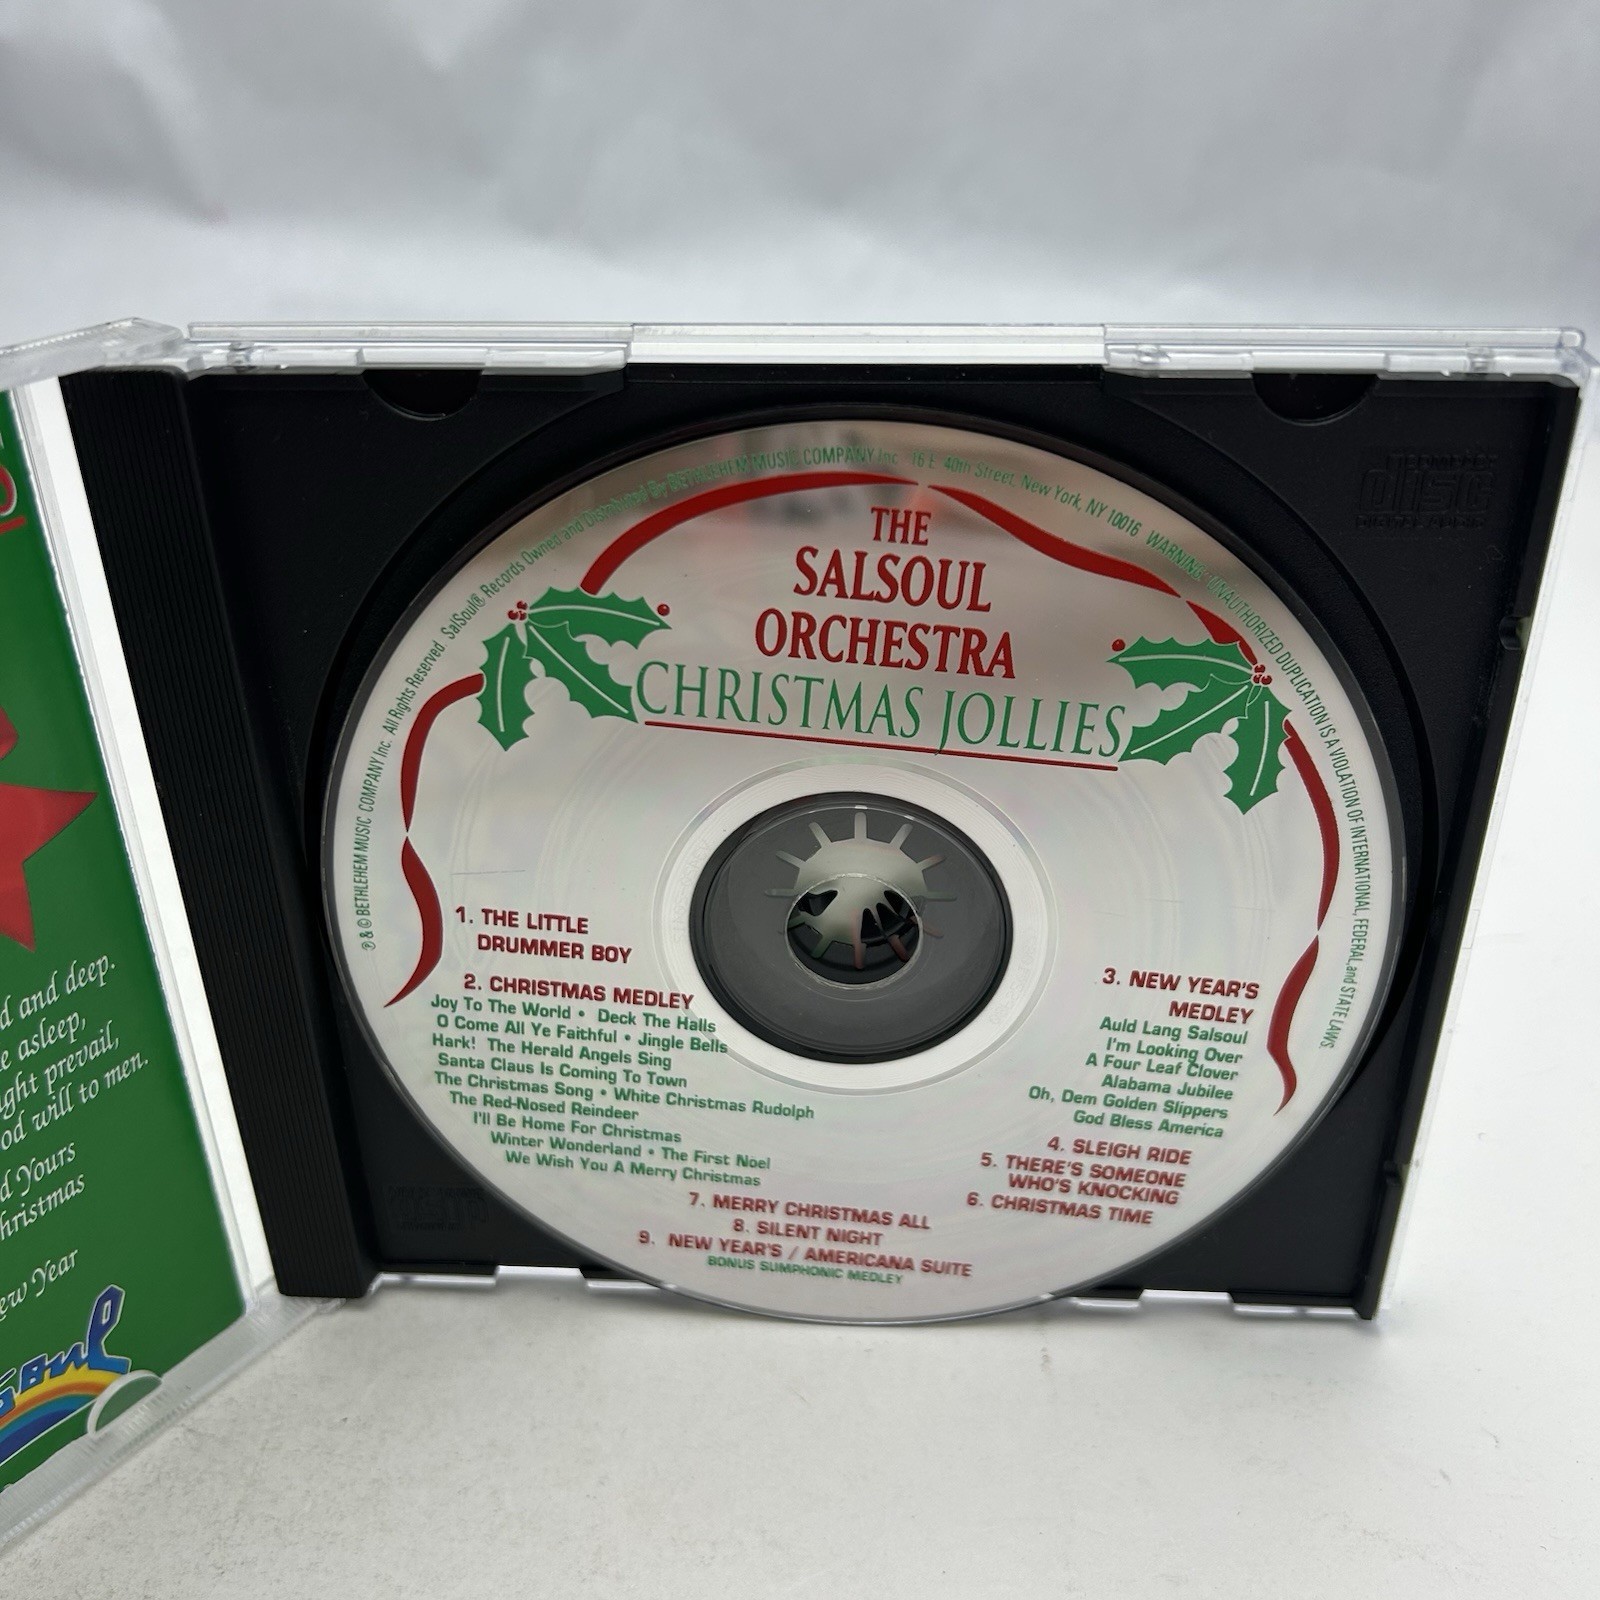 THE
SALSOUL
ORCHESTRA
CHRISTMAS JOLLIES
1. THE LITTLE
DRUMMER BOY
2. CHRISTMAS MEDLEY
Joy To The World • Deck The Halls
O Come All Ye Faithful • Jingle Bells
Hark! The Herald Angels Sing
Santa Claus Is Coming To Town
The Christmas Song • White Christmas Rudolph
The Red-Nosed Reindeer
I'll Be Home For Christmas
Winter Wonderland • The First Noel
We Wish You A Merry Christmas
3. NEW YEAR'S
MEDLEY
Auld Lang Salsoul
I'm Looking Over
A Four Leaf Clover
Alabama Jubilee
Oh, Dem Golden Slippers
God Bless America
4. SLEIGH RIDE
5. THERE'S SOMEONE
WHO'S KNOCKING
6. CHRISTMAS TIME
7. MERRY CHRISTMAS ALL
8. SILENT NIGHT
9. NEW YEAR'S / AMERICANA SUITE
BONUS SLIMPHONIC MEDLEY
℗ & © BETHLEHEM MUSIC COMPANY Inc. All Rights Reserved. SalSoul® Records Owned and Distributed By BETHLEHEM MUSIC COMPANY Inc. 16 E. 40th Street, New York, NY 10016 WARNING: UNAUTHORIZED DUPLICATION IS A VIOLATION OF INTERNATIONAL, FEDERAL, and STATE LAWS.
COMPACT
disc
DIGITAL AUDIO
d and deep.
e asleep,
ght prevail,
od will to men.
d Yours
hristmas
ew Year